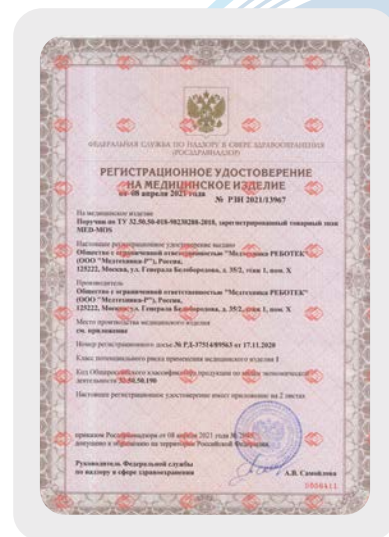 ФЕДЕРАЛЬНАЯ СЛУЖБА ПО НАДЗОРУ В СФЕРЕ ЗДРАВООХРАНЕНИЯ
(РОСЗДРАВНАДЗОР)
РЕГИСТРАЦИОННОЕ УДОСТОВЕРЕНИЕ
НА МЕДИЦИНСКОЕ ИЗДЕЛИЕ
от 08 апреля 2021 года № РЗН 2021/13967
На медицинское изделие
Поручни по ТУ 32.50.50-018-98238288-2018, зарегистрированный товарный знак
MED-MOS
Настоящее регистрационное удостоверение выдано
Общество с ограниченной ответственностью "Медтехника РЕБОТЕК"
(ООО "Медтехника-Р"), Россия,
125222, Москва, ул. Генерала Белобородова, д. 35/2, этаж 1, пом. X
Производитель
Общество с ограниченной ответственностью "Медтехника РЕБОТЕК"
(ООО "Медтехника-Р"), Россия,
125222, Москва, ул. Генерала Белобородова, д. 35/2, этаж 1, пом. X
Место производства медицинского изделия
см. приложение
Номер регистрационного досье № РД-37514/89563 от 17.11.2020
Класс потенциального риска применения медицинского изделия 1
Код Общероссийского классификатора продукции по видам экономической
деятельности 32.50.50.190
Настоящее регистрационное удостоверение имеет приложение на 2 листах
приказом Росздравнадзора от 08 апреля 2021 года №
допущено к обращению на территории Российской Федерации.
Руководитель Федеральной службы
по надзору в сфере здравоохранения А.В. Самойлова